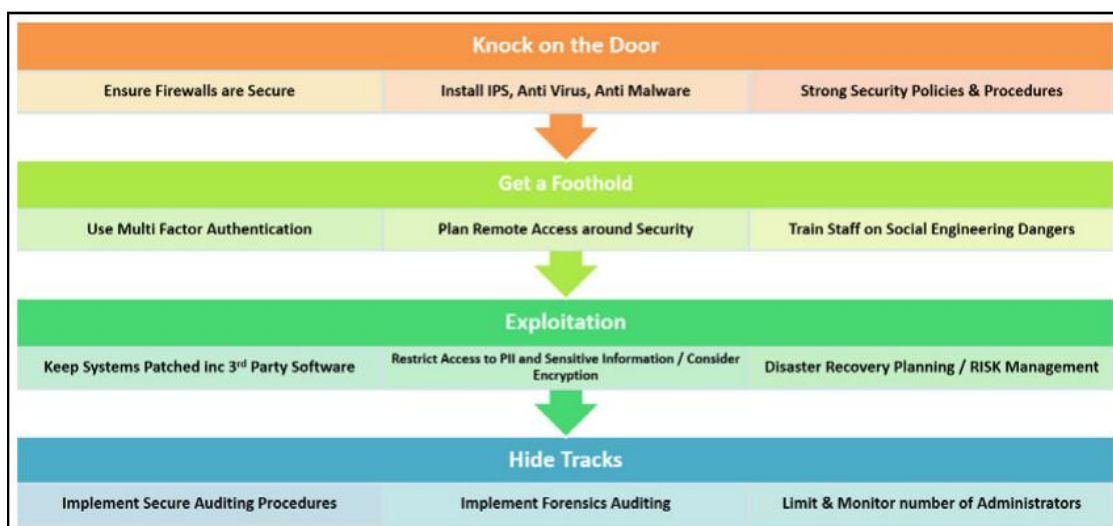 Knock on the Door
Ensure Firewalls are Secure
Install IPS, Anti Virus, Anti Malware
Strong Security Policies & Procedures
Get a Foothold
Use Multi Factor Authentication
Plan Remote Access around Security
Train Staff on Social Engineering Dangers
Exploitation
Keep Systems Patched inc 3rd Party Software
Restrict Access to PII and Sensitive Information / Consider
Encryption
Disaster Recovery Planning / RISK Management
Hide Tracks
Implement Secure Auditing Procedures
Implement Forensics Auditing
Limit & Monitor number of Administrators